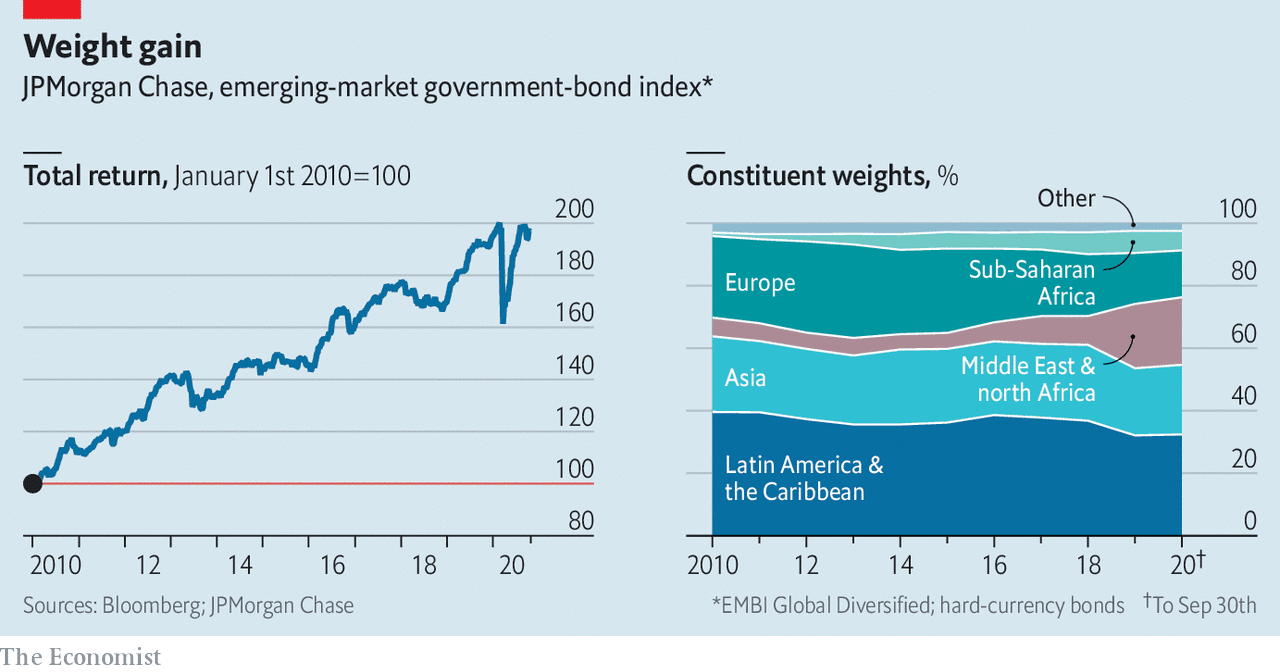 Weight gain
JPMorgan Chase, emerging-market government-bond index*
Total return, January 1st 2010=100
200
180
160
140
120
100
80
2010 12 14 16 18 20
Constituent weights, %
Other
100
Sub-Saharan
Africa
Europe
80
60
Middle East &
north Africa
Asia
40
Latin America &
the Caribbean
20
0
2010 12 14 16 18 20†
Sources: Bloomberg; JPMorgan Chase
*EMBI Global Diversified; hard-currency bonds †To Sep 30th
The Economist